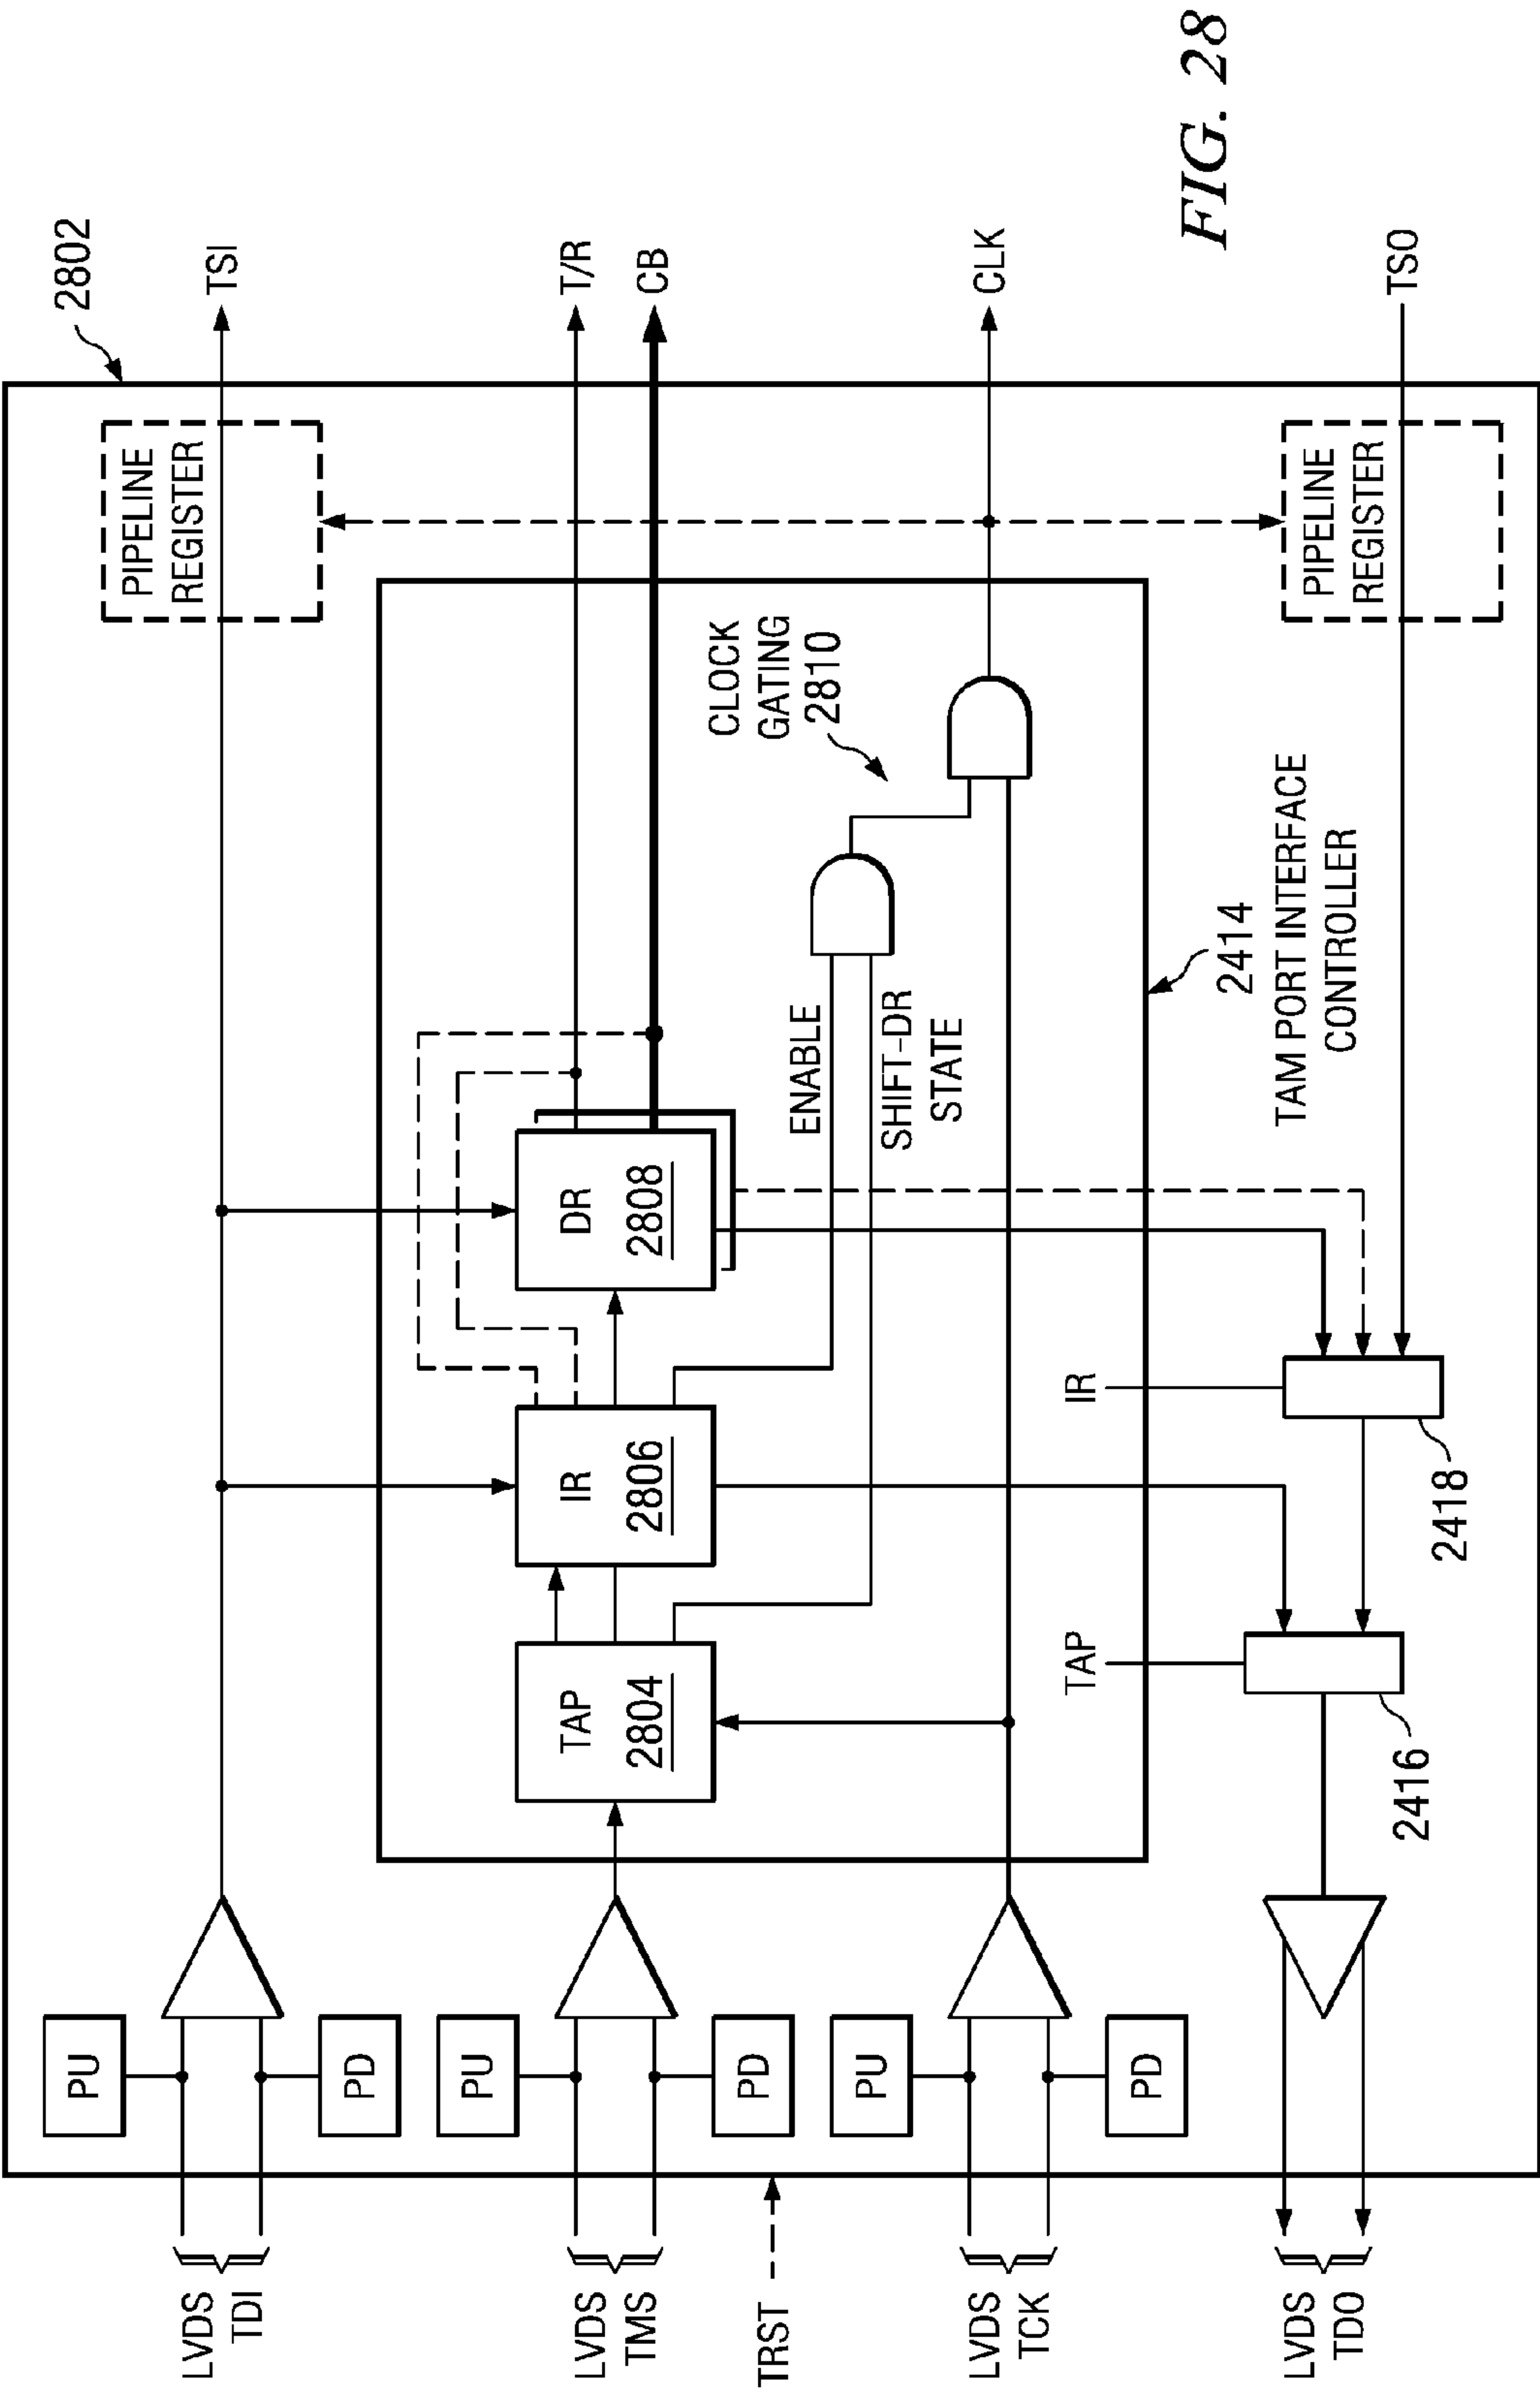 2802
PU
LVDS
TDI
PD
PIPELINE
REGISTER
TSI
PU
LVDS
TMS
PD
TAP
2804
IR
2806
DR
2808
T/R
CB
TRST
ENABLE
SHIFT-DR
STATE
CLOCK
GATING
2810
PU
LVDS
TCK
PD
CLK
TAP
IR
2414
TAM PORT INTERFACE
CONTROLLER
PIPELINE
REGISTER
LVDS
TDO
2416
2418
TSO
FIG. 28